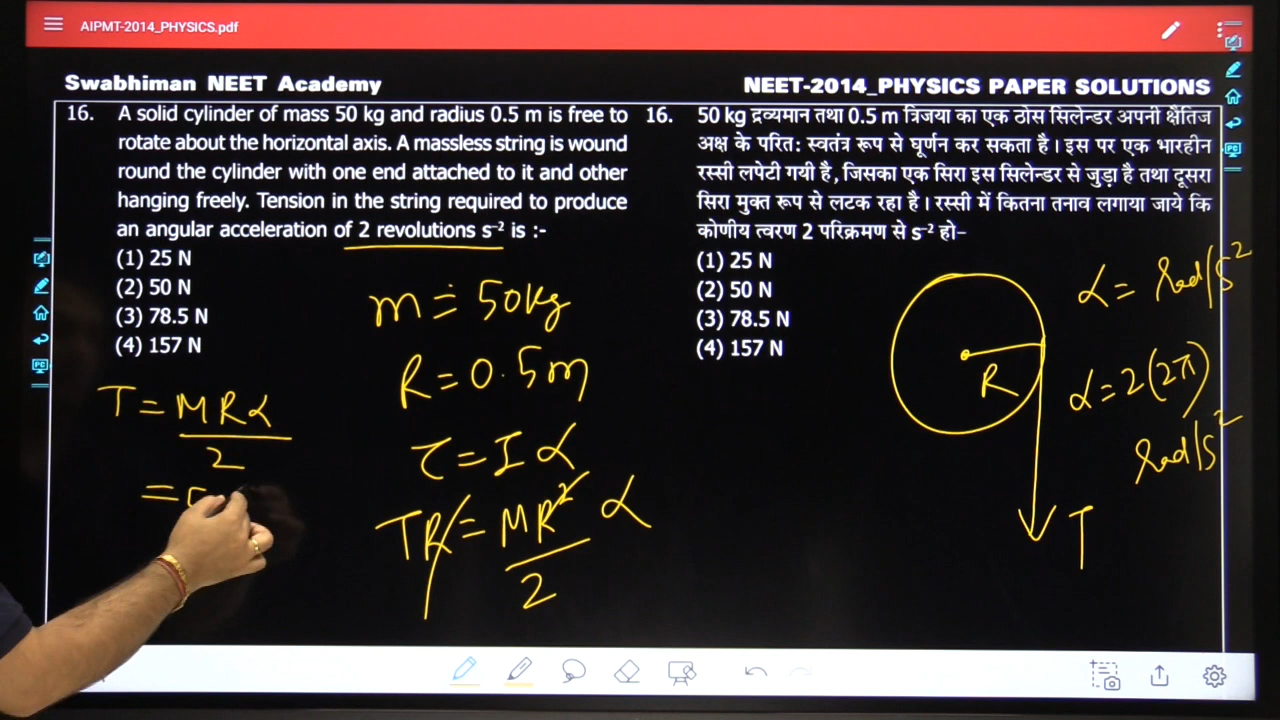 AIPMT-2014_PHYSICS.pdf
Swabhiman NEET Academy
NEET-2014_PHYSICS PAPER SOLUTIONS
16. A solid cylinder of mass 50 kg and radius 0.5 m is free to
rotate about the horizontal axis. A massless string is wound
round the cylinder with one end attached to it and other
hanging freely. Tension in the string required to produce
an angular acceleration of 2 revolutions s⁻² is :-
(1) 25 N
(2) 50 N
(3) 78.5 N
(4) 157 N
16. 50 kg द्रव्यमान तथा 0.5 m त्रिजया का एक ठोस सिलेन्डर अपनी क्षैतिज
अक्ष के परित: स्वतंत्र रूप से घूर्णन कर सकता है। इस पर एक भारहीन
रस्सी लपेटी गयी है, जिसका एक सिरा इस सिलेन्डर से जुड़ा है तथा दूसरा
सिरा मुक्त रूप से लटक रहा है। रस्सी में कितना तनाव लगाया जाये कि
कोणीय त्वरण 2 परिक्रमण से s⁻² हो–
(1) 25 N
(2) 50 N
(3) 78.5 N
(4) 157 N
m = 50kg
R = 0.5m
τ = I α
TR = MR² α
2
T = MRα
2
=
R
T
α = rad/s²
α = 2(2π)
rad/s²